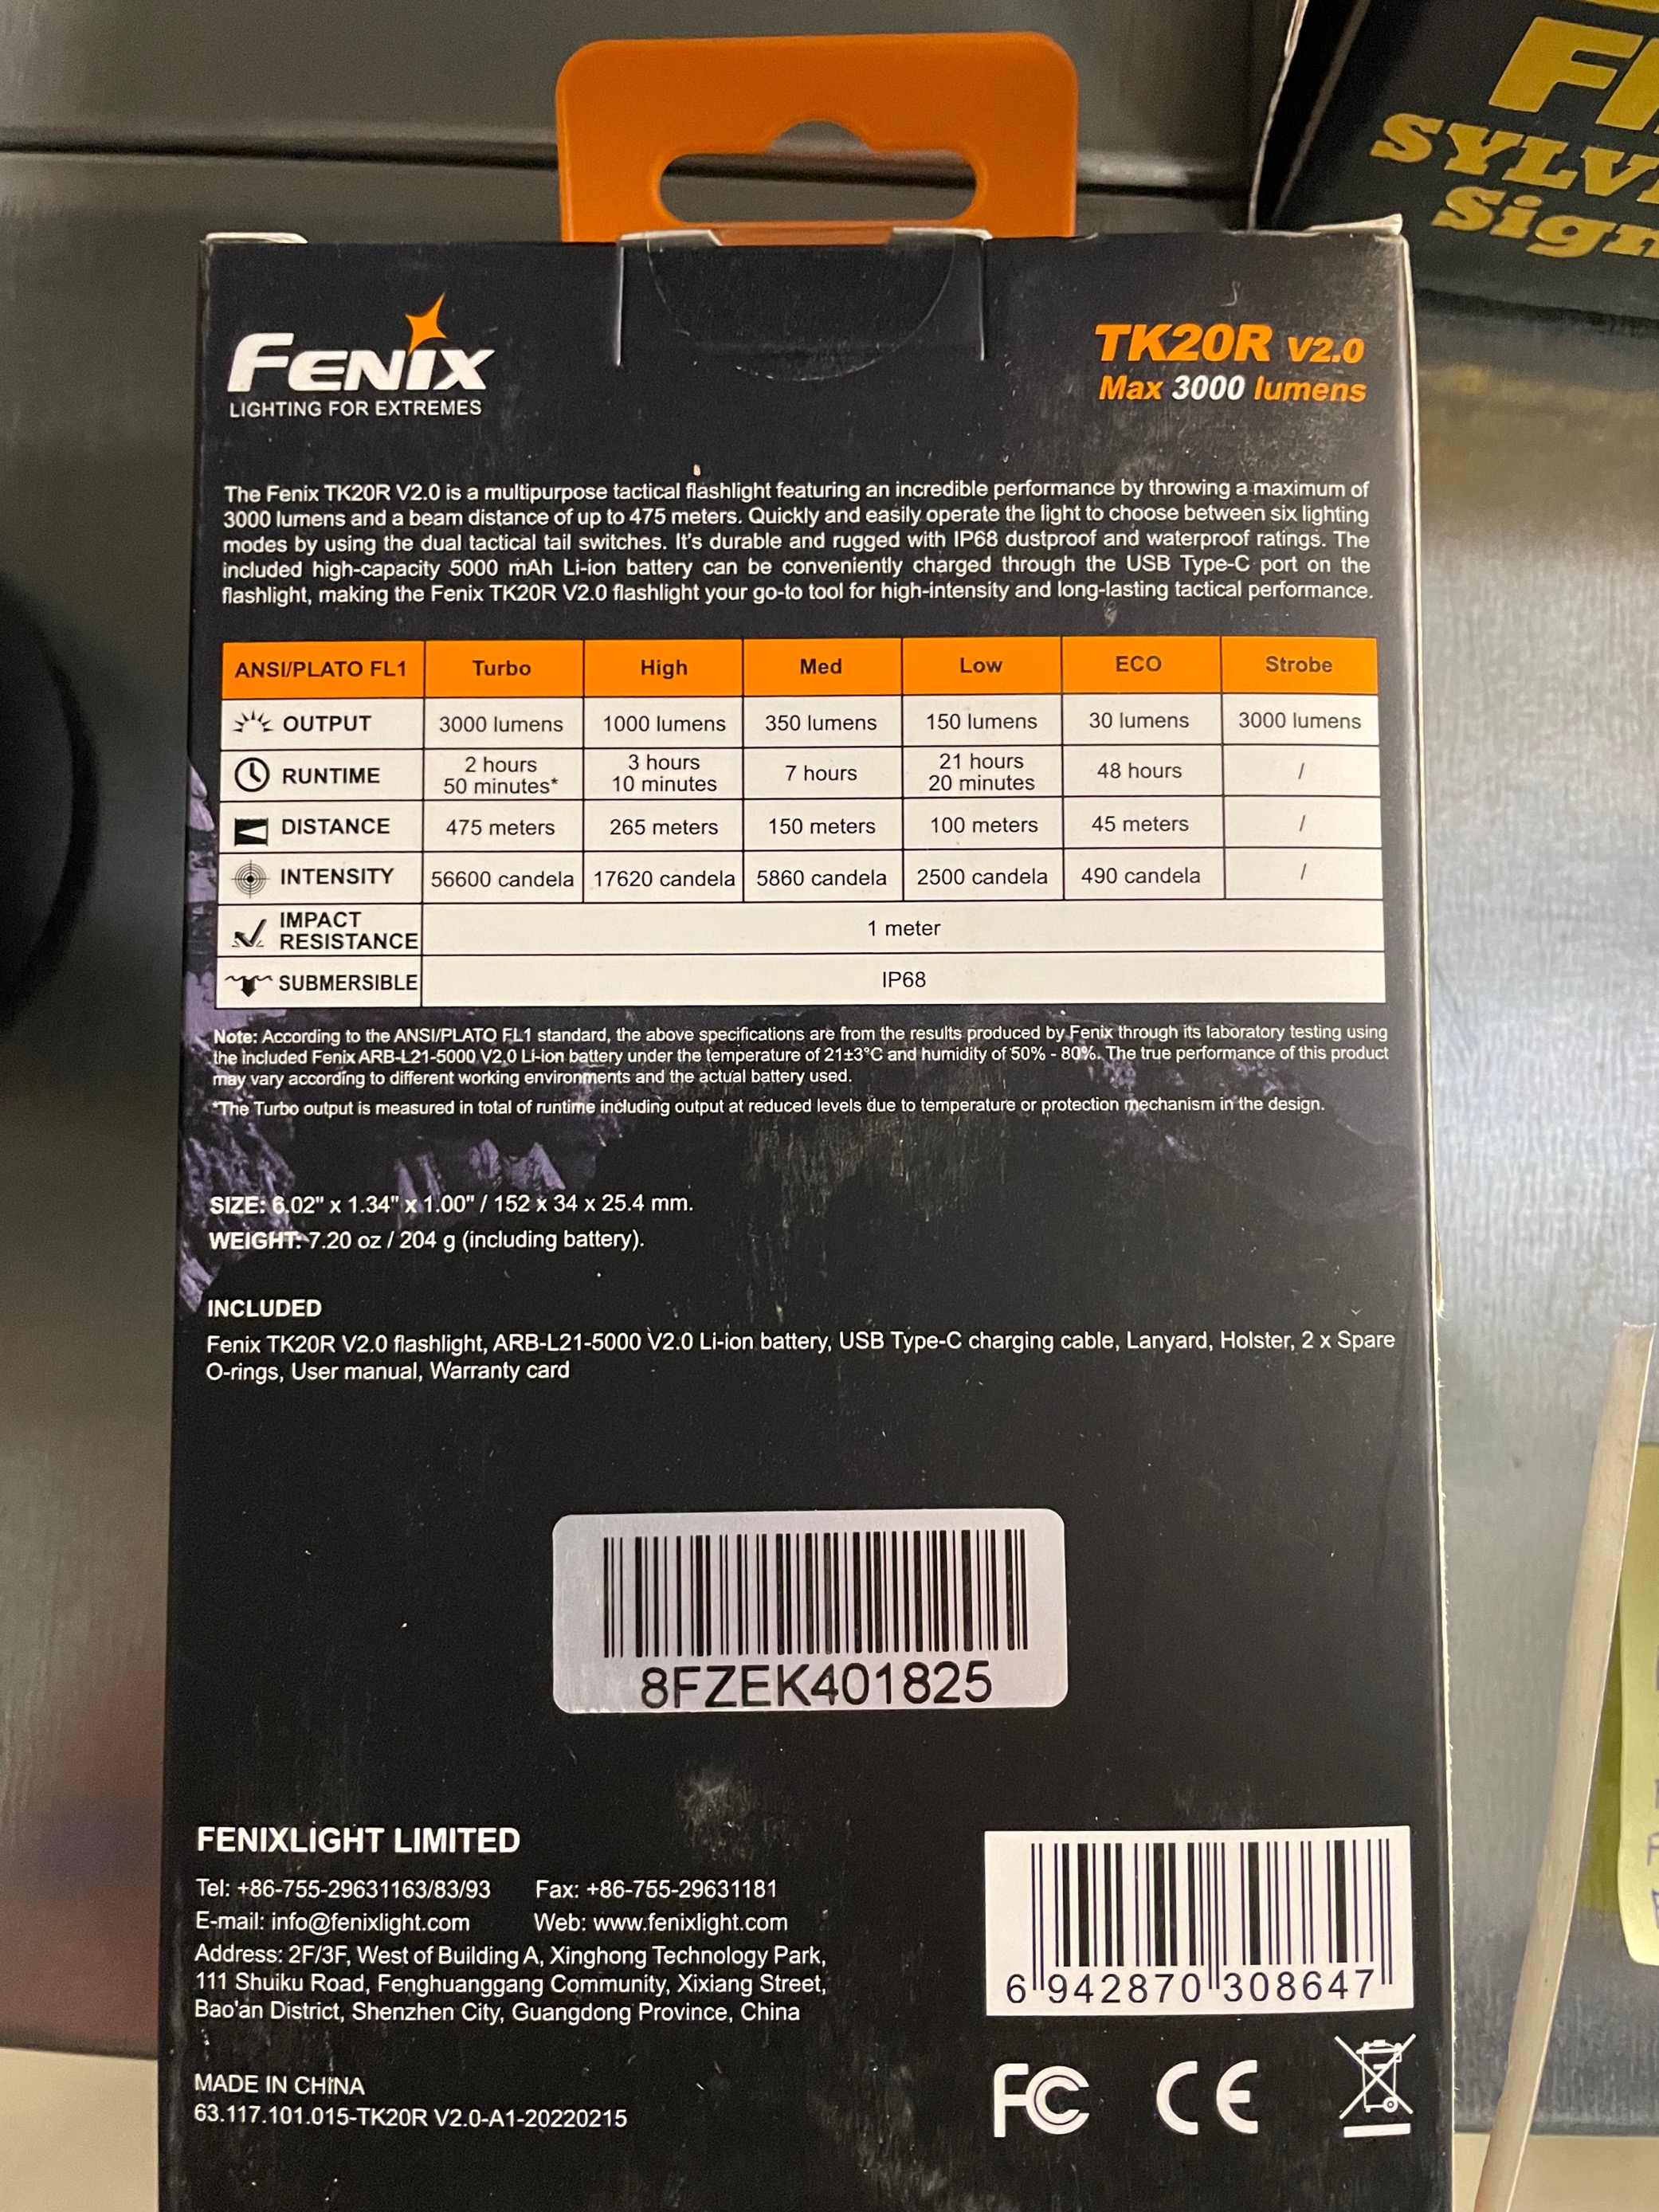 FENIX
LIGHTING FOR EXTREMES
TK20R V2.0
Max 3000 lumens
SYLV
Sign
The Fenix TK20R V2.0 is a multipurpose tactical flashlight featuring an incredible performance by throwing a maximum of
3000 lumens and a beam distance of up to 475 meters. Quickly and easily operate the light to choose between six lighting
modes by using the dual tactical tail switches. It's durable and rugged with IP68 dustproof and waterproof ratings. The
included high-capacity 5000 mAh Li-ion battery can be conveniently charged through the USB Type-C port on the
flashlight, making the Fenix TK20R V2.0 flashlight your go-to tool for high-intensity and long-lasting tactical performance.
ANSI/PLATO FL1 Turbo High Med Low ECO Strobe
OUTPUT 3000 lumens 1000 lumens 350 lumens 150 lumens 30 lumens 3000 lumens
RUNTIME 2 hours 50 minutes* 3 hours 10 minutes 7 hours 21 hours 20 minutes 48 hours /
DISTANCE 475 meters 265 meters 150 meters 100 meters 45 meters /
INTENSITY 56600 candela 17620 candela 5860 candela 2500 candela 490 candela /
IMPACT RESISTANCE 1 meter
SUBMERSIBLE IP68
Note: According to the ANSI/PLATO FL1 standard, the above specifications are from the results produced by Fenix through its laboratory testing using
the included Fenix ARB-L21-5000 V2.0 Li-ion battery under the temperature of 21±3°C and humidity of 50% - 80%. The true performance of this product
may vary according to different working environments and the actual battery used.
*The Turbo output is measured in total of runtime including output at reduced levels due to temperature or protection mechanism in the design.
SIZE: 6.02" x 1.34" x 1.00" / 152 x 34 x 25.4 mm.
WEIGHT: 7.20 oz / 204 g (including battery).
INCLUDED
Fenix TK20R V2.0 flashlight, ARB-L21-5000 V2.0 Li-ion battery, USB Type-C charging cable, Lanyard, Holster, 2 x Spare
O-rings, User manual, Warranty card
8FZEK401825
FENIXLIGHT LIMITED
Tel: +86-755-29631163/83/93 Fax: +86-755-29631181
E-mail: info@fenixlight.com Web: www.fenixlight.com
Address: 2F/3F, West of Building A, Xinghong Technology Park,
111 Shuiku Road, Fenghuanggang Community, Xixiang Street,
Bao'an District, Shenzhen City, Guangdong Province, China
6 942870 308647
MADE IN CHINA
63.117.101.015-TK20R V2.0-A1-20220215
FC CE